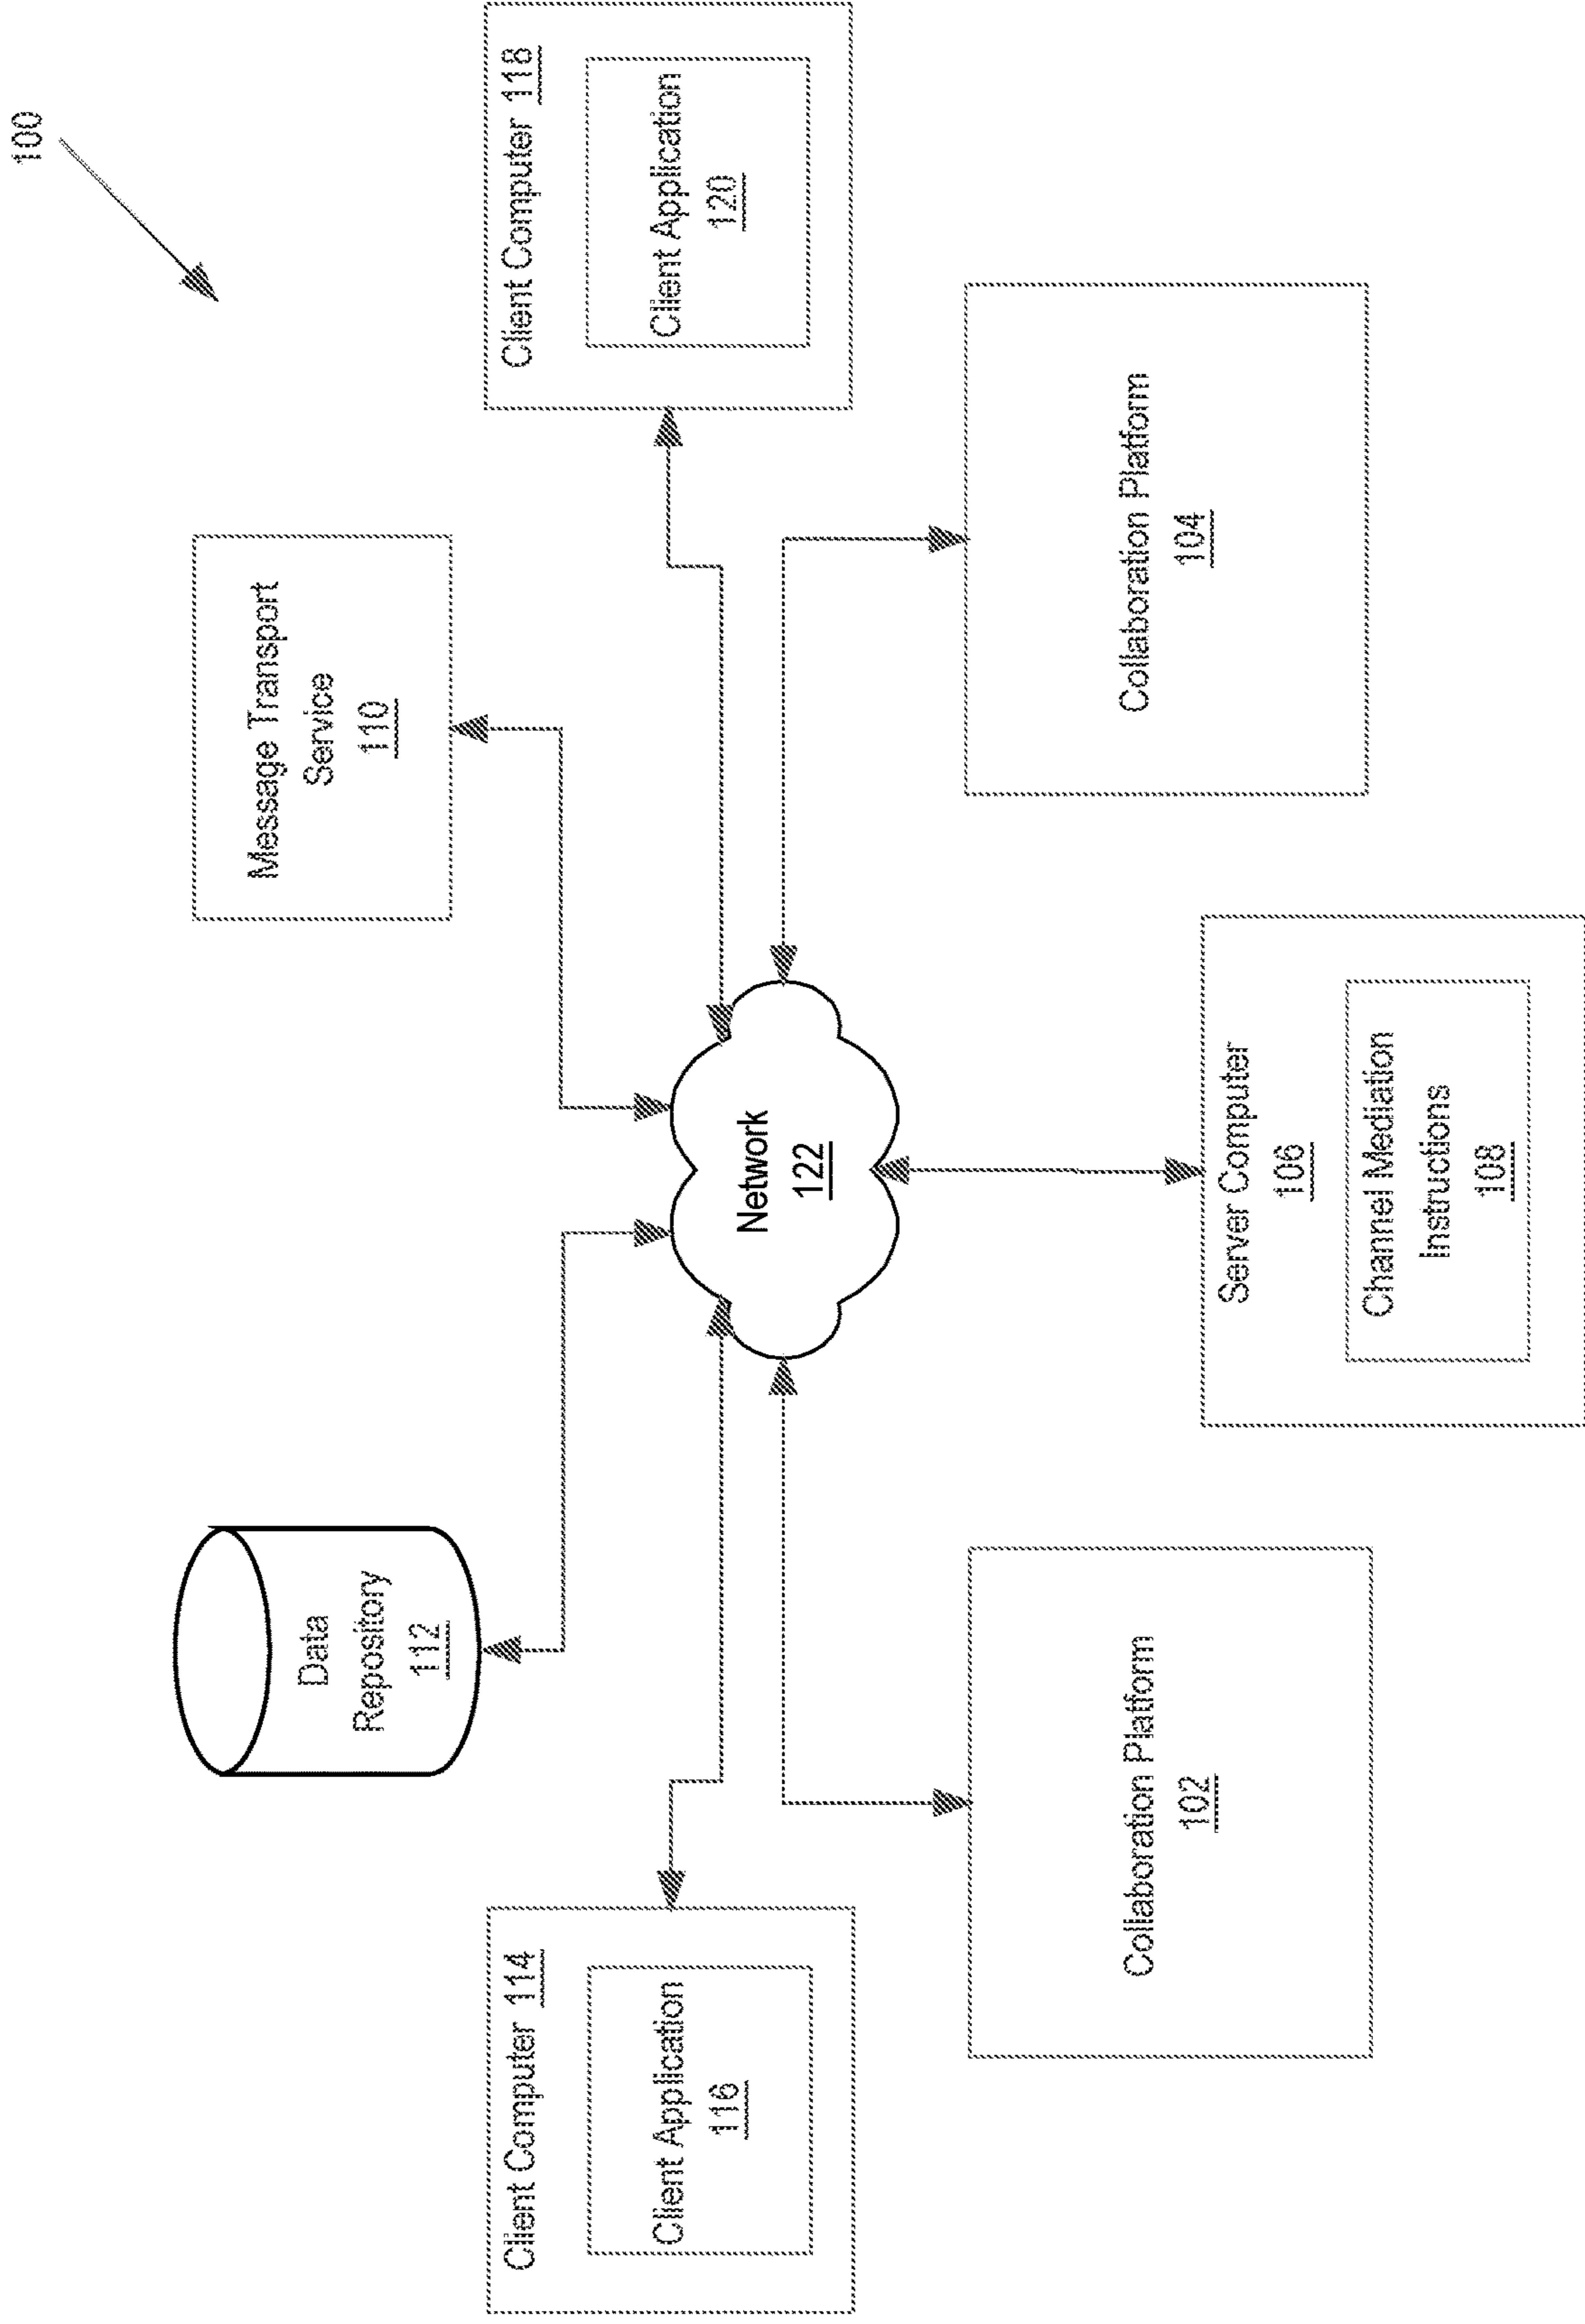 100
Data
Repository
112
Message Transport
Service
110
Client Computer 114
Client Application
116
Network
122
Client Computer 118
Client Application
120
Collaboration Platform
102
Server Computer
106
Channel Mediation
Instructions
108
Collaboration Platform
104